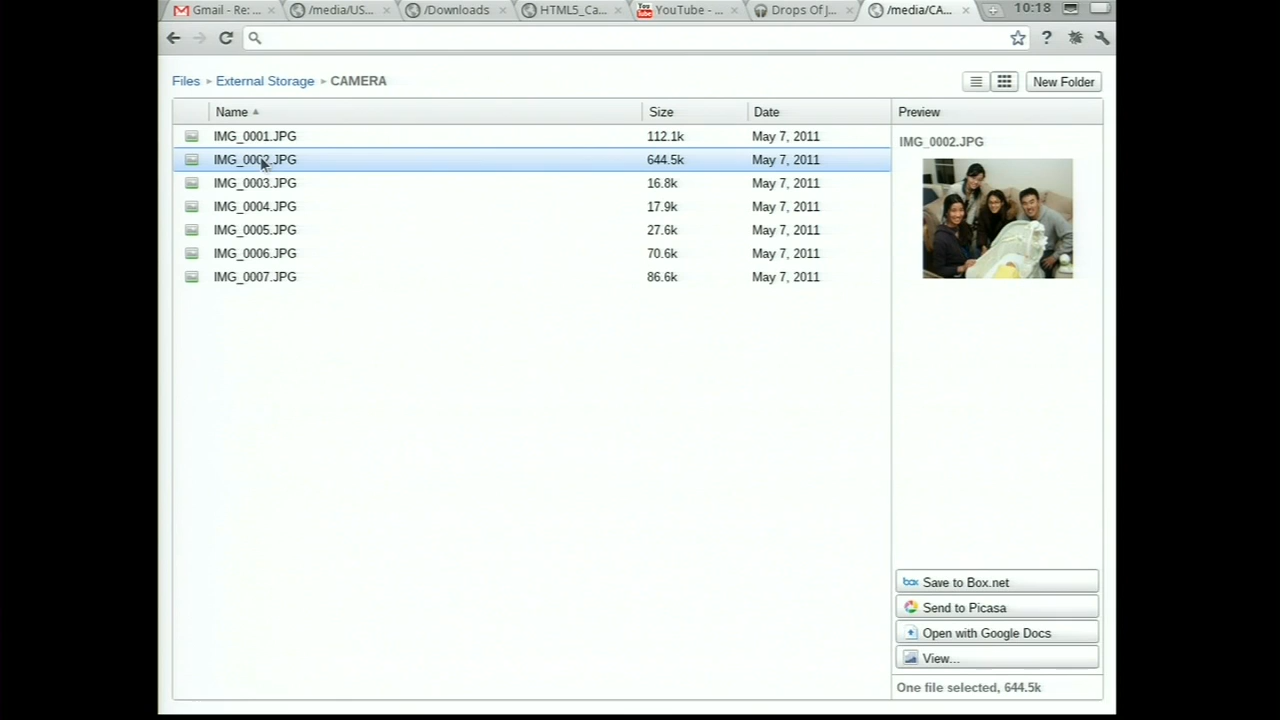 Gmail - Re: ... /media/US... /Downloads HTML5_Ca... YouTube - ... Drops Of J... /media/CA... 10:18
Files External Storage CAMERA New Folder
Name Size Date Preview
IMG_0001.JPG 112.1k May 7, 2011
IMG_0002.JPG 644.5k May 7, 2011
IMG_0003.JPG 16.8k May 7, 2011
IMG_0004.JPG 17.9k May 7, 2011
IMG_0005.JPG 27.6k May 7, 2011
IMG_0006.JPG 70.6k May 7, 2011
IMG_0007.JPG 86.6k May 7, 2011
IMG_0002.JPG
box Save to Box.net
Send to Picasa
Open with Google Docs
View...
One file selected, 644.5k